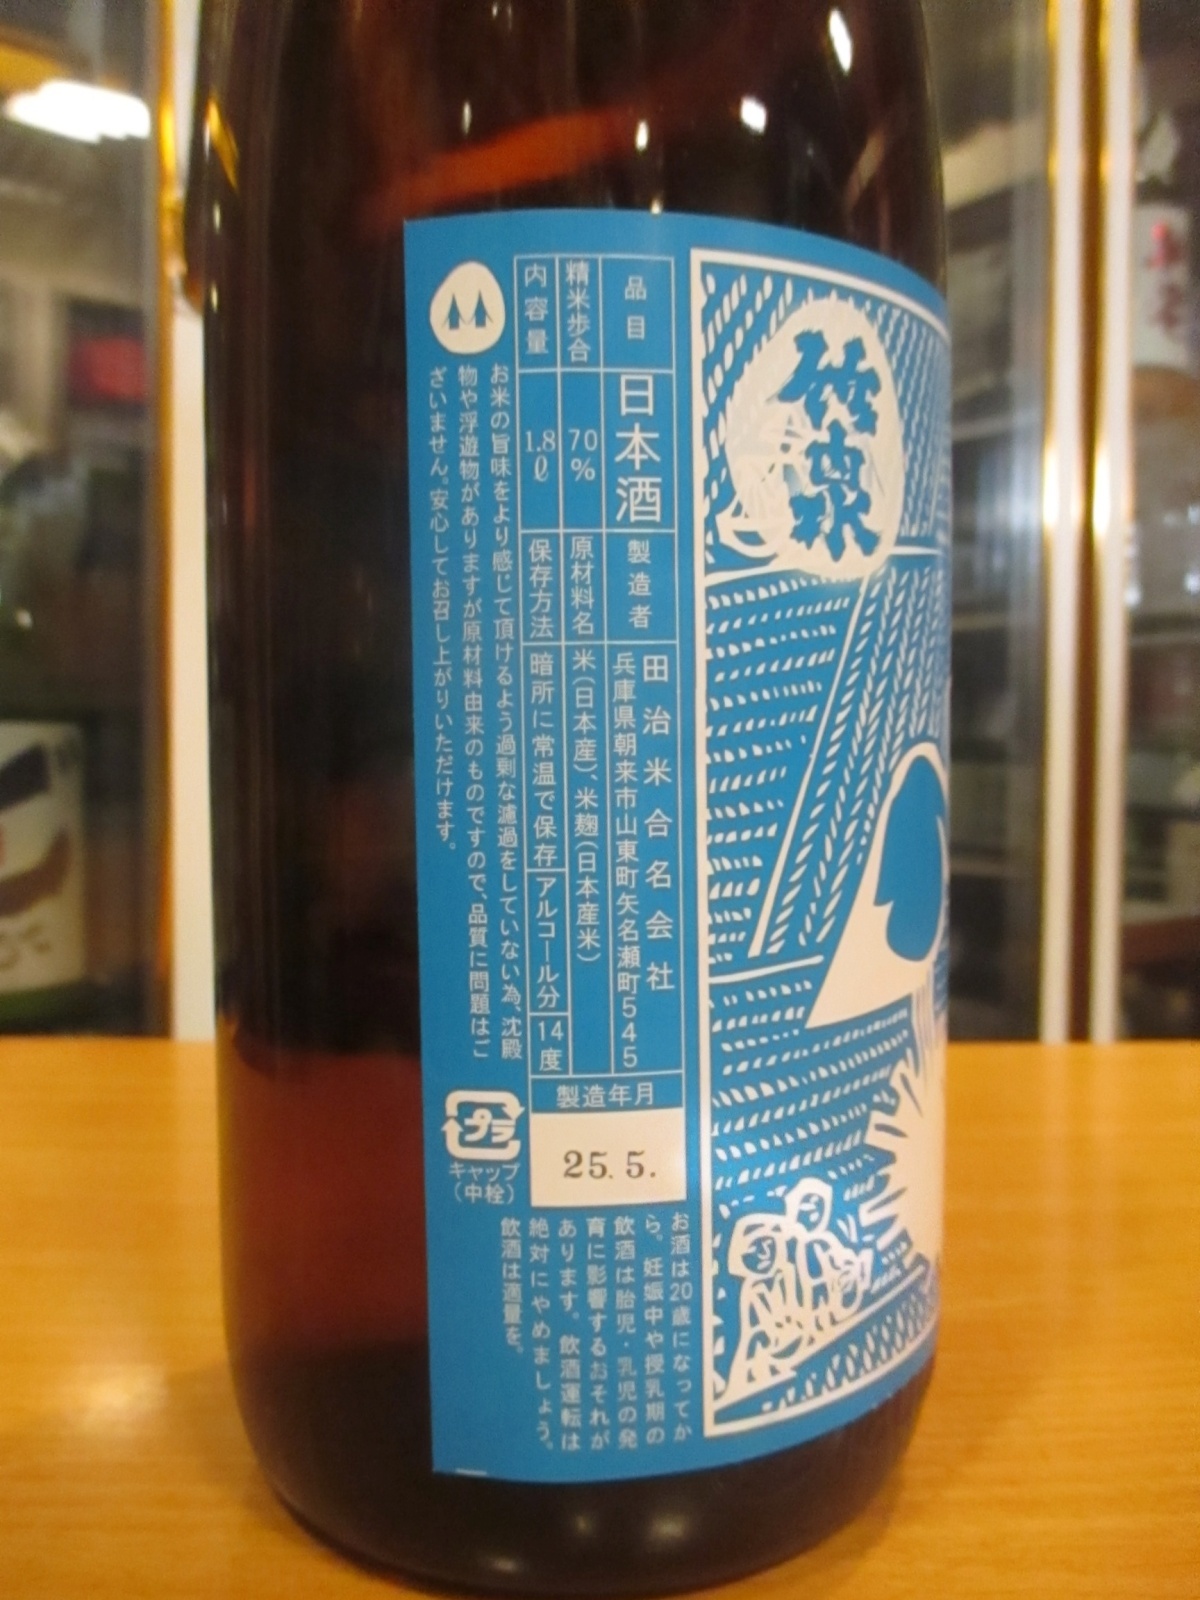 竹泉
品目
日本酒
製造者
田治米合名会社
兵庫県朝来市山東町矢名瀬町545
精米歩合
70%
原材料名
米(日本産)、米麹(日本産米)
内容量
1.8ℓ
保存方法
暗所に常温で保存
アルコール分
14度
製造年月
25.5.
お米の旨味をより感じて頂けるよう過剰な濾過をしていない為、沈殿
物や浮遊物がありますが原材料由来のものですので、品質に問題はご
ざいません。安心してお召し上がりいただけます。
プラ
キャップ
(中栓)
お酒は20歳になってか
ら。妊娠中や授乳期の
飲酒は胎児・乳児の発
育に影響するおそれが
あります。飲酒運転は
絶対にやめましょう。
飲酒は適量を。